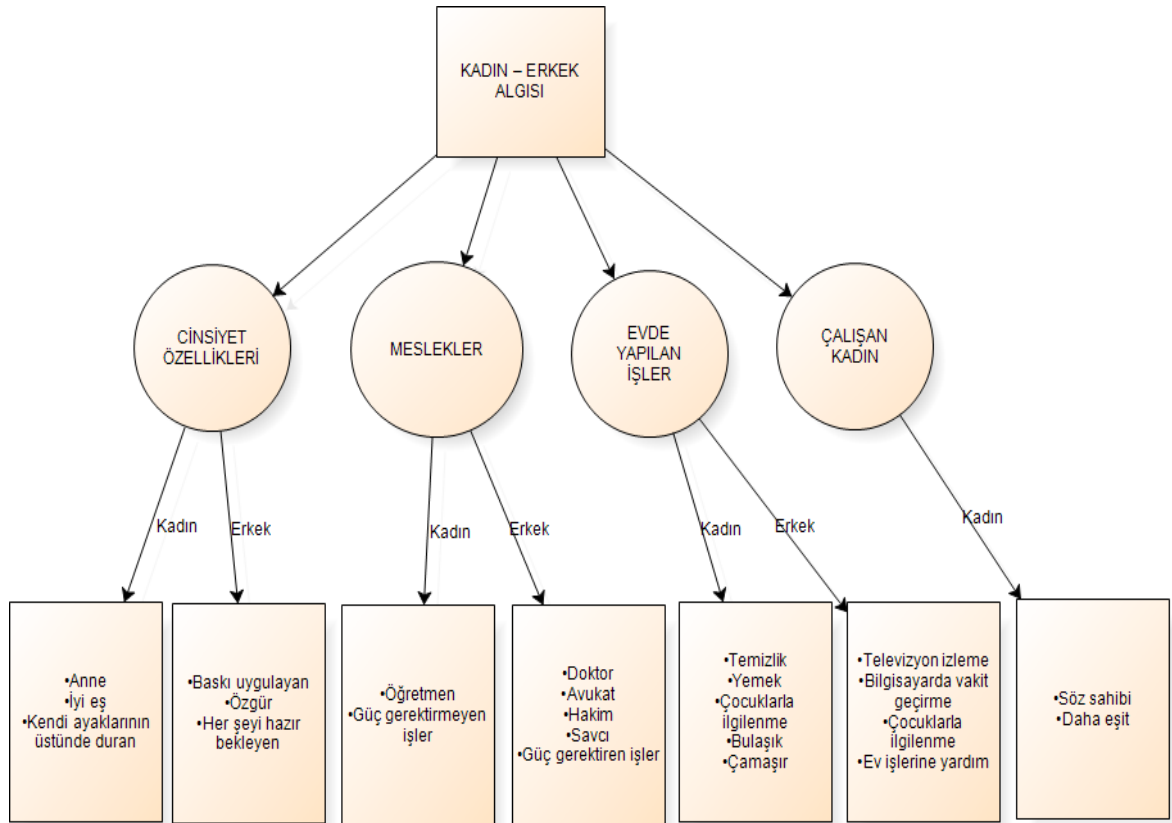 KADIN – ERKEK
ALGISI
CİNSİYET
ÖZELLİKLERİ
MESLEKLER
EVDE
YAPILAN
İŞLER
ÇALIŞAN
KADIN
Kadın
Erkek
Kadın
Erkek
Kadın
Erkek
Kadın
•Anne
•İyi eş
•Kendi ayaklarının
üstünde duran
•Baskı uygulayan
•Özgür
•Her şeyi hazır
bekleyen
•Öğretmen
•Güç gerektirmeyen
işler
•Doktor
•Avukat
•Hakim
•Savcı
•Güç gerektiren işler
•Temizlik
•Yemek
•Çocuklarla
ilgilenme
•Bulaşık
•Çamaşır
•Televizyon izleme
•Bilgisayarda vakit
geçirme
•Çocuklarla
ilgilenme
•Ev işlerine yardım
•Söz sahibi
•Daha eşit